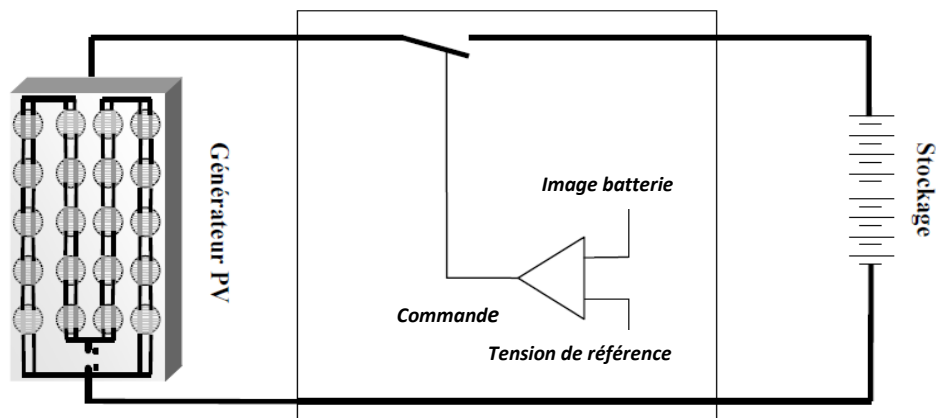 Générateur PV
Image batterie
Commande
Tension de référence
Stockage